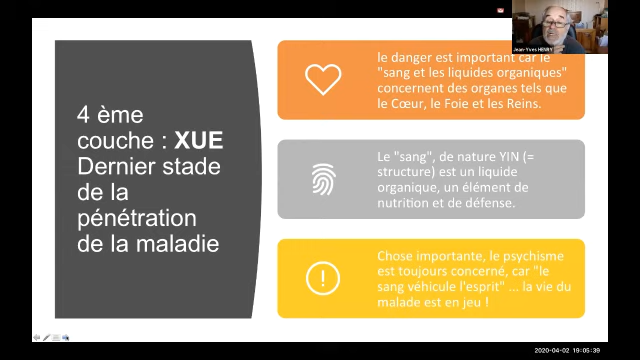 Jean-Yves HENRY
4 ème
couche : XUE
Dernier stade
de la
pénétration
de la maladie
le danger est important car le
"sang et les liquides organiques"
concernent des organes tels que
le Cœur, le Foie et les Reins.
Le "sang", de nature YIN (=
structure) est un liquide
organique, un élément de
nutrition et de défense.
Chose importante, le psychisme
est toujours concerné, car "le
sang véhicule l'esprit" ... la vie du
malade est en jeu !
2020-04-02 19:05:39